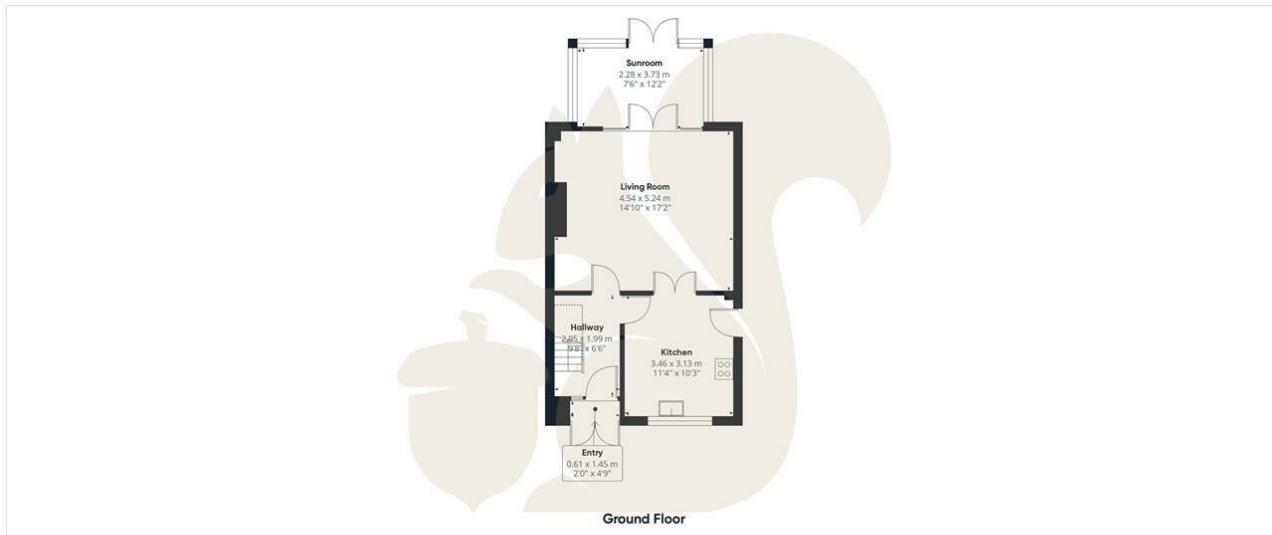 Sunroom
2.28 x 3.73 m
7'6" x 12'2"
Living Room
4.54 x 5.24 m
14'10" x 17'2"
Hallway
2.95 x 1.99 m
9'8" x 6'6"
Kitchen
3.46 x 3.13 m
11'4" x 10'3"
Entry
0.61 x 1.45 m
2'0" x 4'9"
Ground Floor